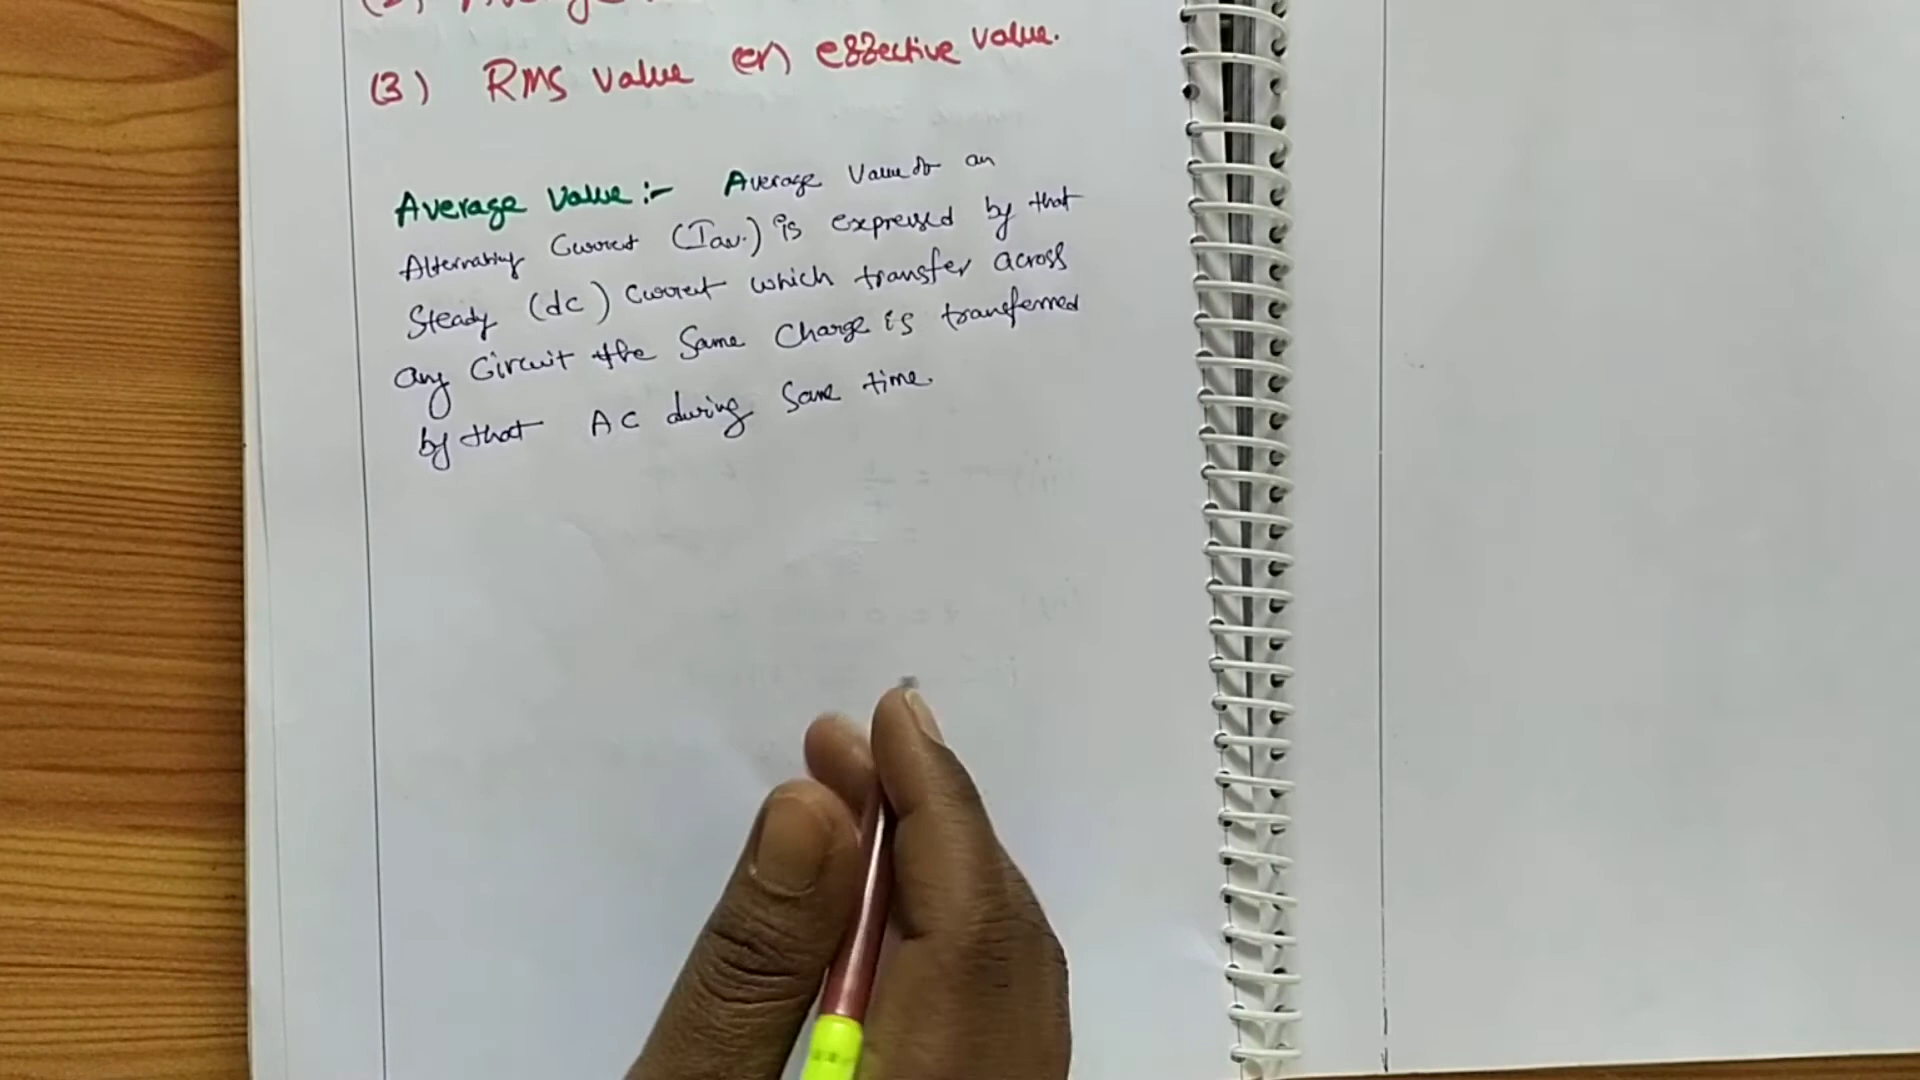 (2) Average
(3) RMS Value (or) effective value.
Average Value :- Average Value of an
Alternating Current (Iav.) is expressed by that
Steady (dc) Current which transfer across
any Circuit the Same Charge is transferred
by that AC during Same time.